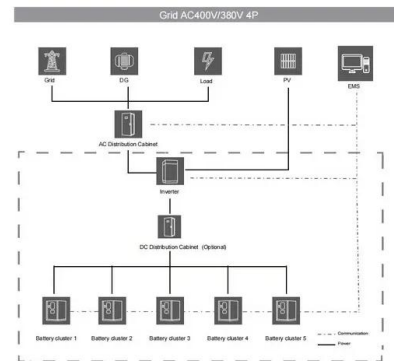 Grid AC400V/380V 4P
Grid
DG
Load
PV
EMS
AC Distribution Cabinet
Inverter
DC Distribution Cabinet (Optional)
Battery cluster 1
Battery cluster 2
Battery cluster 3
Battery cluster 4
Battery cluster 5
Communication
Power